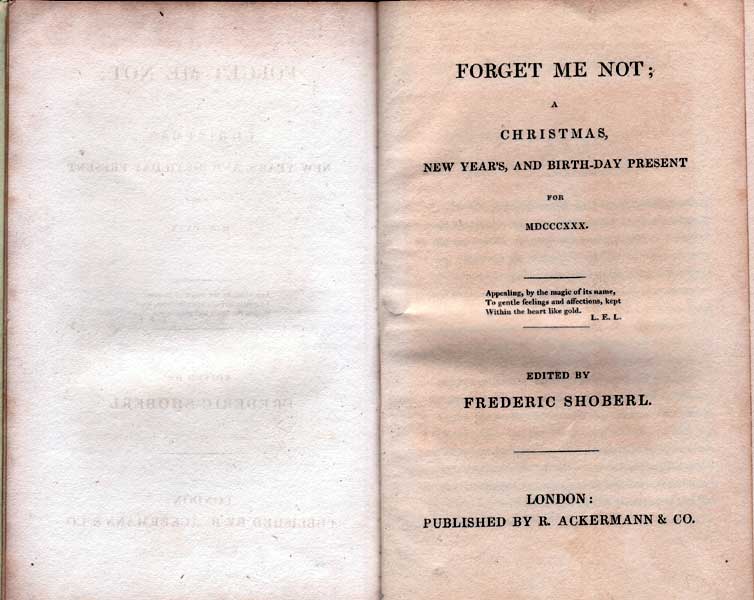 FORGET ME NOT;
A
CHRISTMAS,
NEW YEAR'S, AND BIRTH-DAY PRESENT
FOR
MDCCCXXX.
Appealing, by the magic of its name,
To gentle feelings and affections, kept
Within the heart like gold.
L. E. L.
EDITED BY
FREDERIC SHOBERL.
LONDON:
PUBLISHED BY R. ACKERMANN & CO.